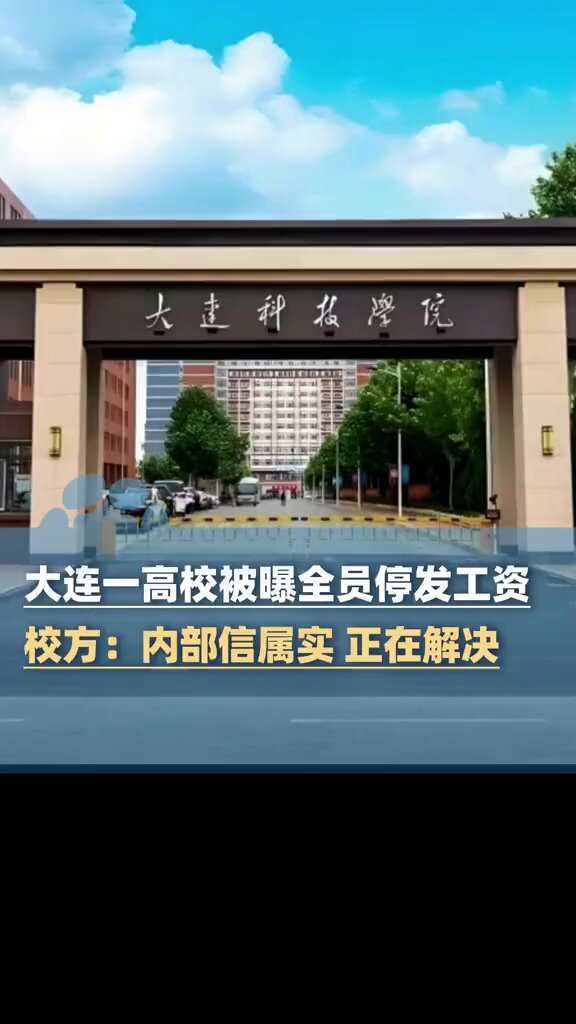 大连科技學院
大连一高校被曝全员停发工资
校方：内部信属实 正在解决